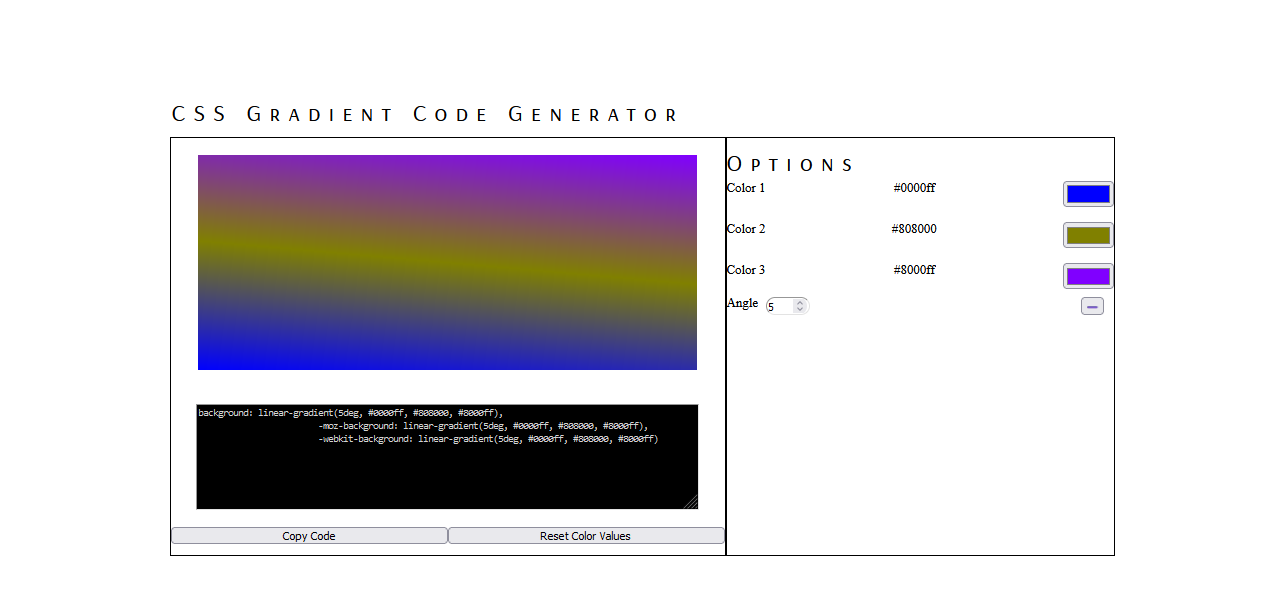 CSS Gradient Code Generator
background: linear-gradient(5deg, #0000ff, #808000, #8000ff),
-moz-background: linear-gradient(5deg, #0000ff, #808000, #8000ff),
-webkit-background: linear-gradient(5deg, #0000ff, #808000, #8000ff)
Copy Code
Reset Color Values
Options
Color 1 #0000ff
Color 2 #808000
Color 3 #8000ff
Angle 5